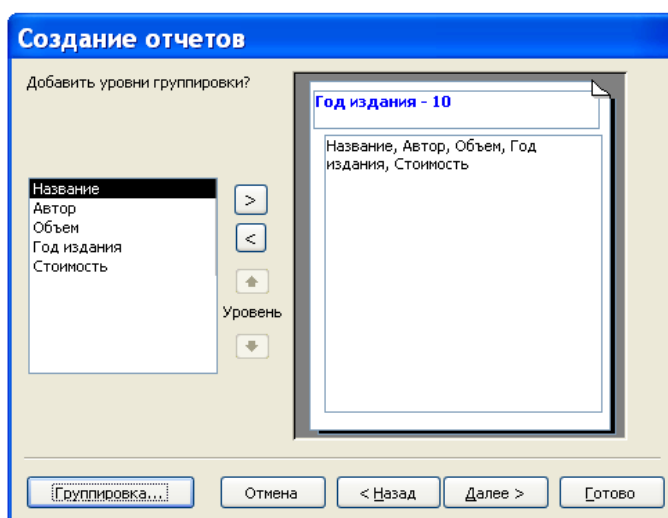 Создание отчетов
Добавить уровни группировки?
Год издания - 10
Название, Автор, Объем, Год
издания, Стоимость
Название
Автор
Объем
Год издания
Стоимость
>
<
Уровень
Группировка...
Отмена
< Назад
Далее >
Готово